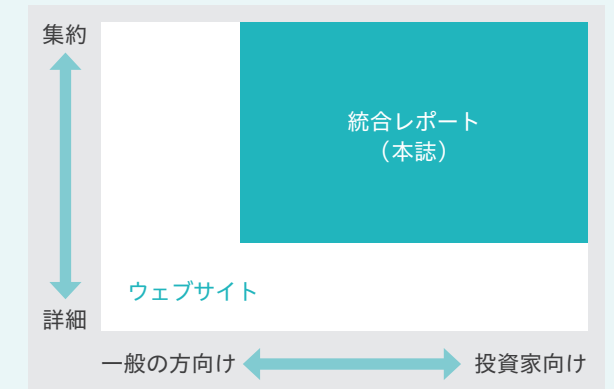 集約
統合レポート
（本誌）
ウェブサイト
詳細
一般の方向け
投資家向け